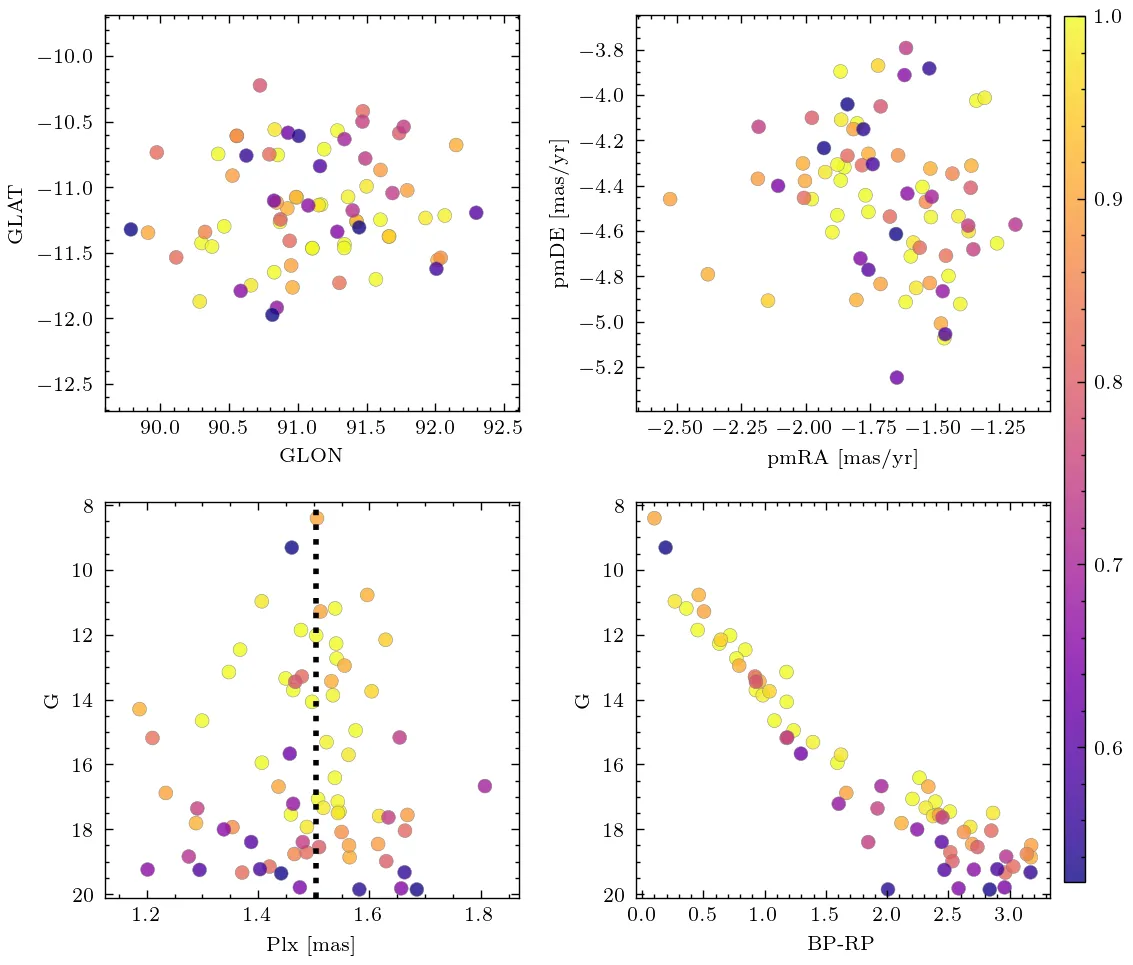 −10.0
−10.5
−11.0
−11.5
−12.0
−12.5
GLAT
90.0 90.5 91.0 91.5 92.0 92.5
GLON
−3.8
−4.0
−4.2
−4.4
−4.6
−4.8
−5.0
−5.2
pmDE [mas/yr]
−2.50 −2.25 −2.00 −1.75 −1.50 −1.25
pmRA [mas/yr]
8
10
12
14
16
18
20
G
1.2 1.4 1.6 1.8
Plx [mas]
8
10
12
14
16
18
20
G
0.0 0.5 1.0 1.5 2.0 2.5 3.0
BP-RP
1.0
0.9
0.8
0.7
0.6